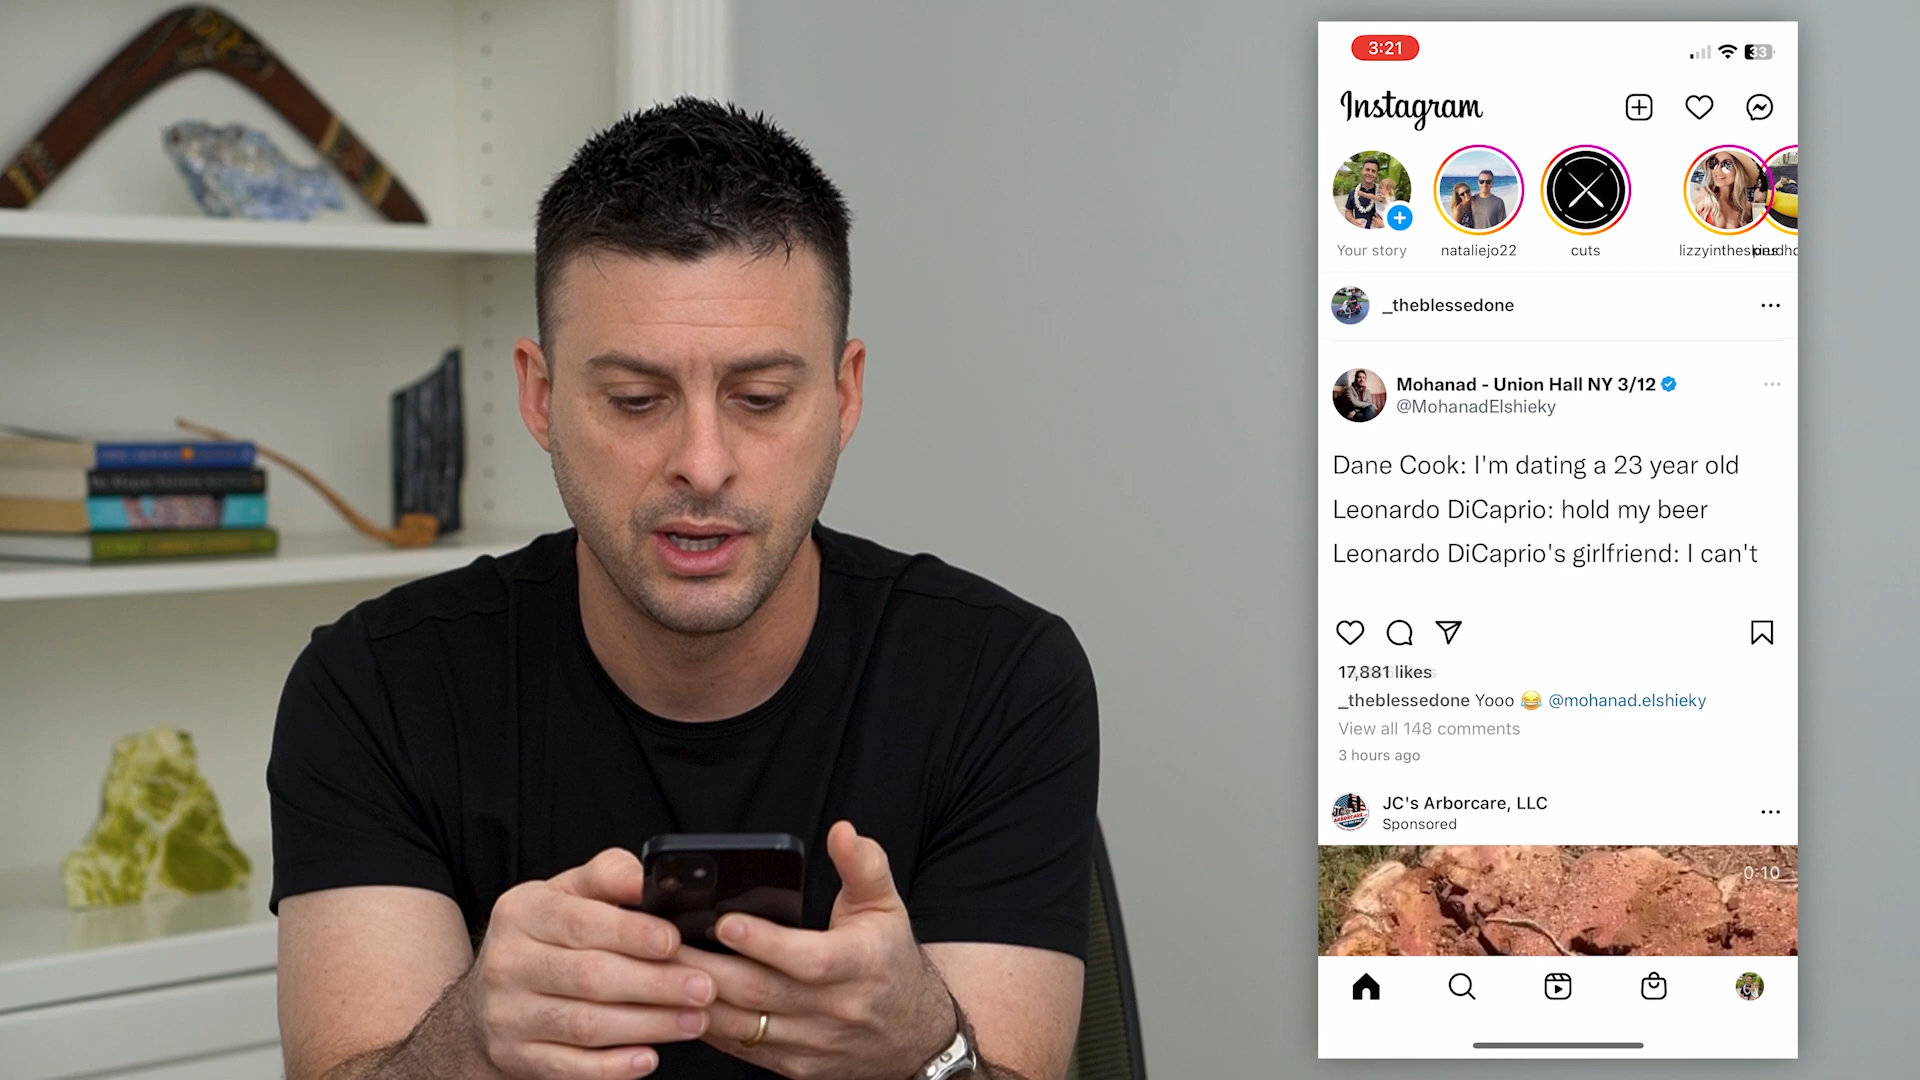 3:21
33
Instagram
Your story
nataliejo22
cuts
_theblessedone
Mohanad - Union Hall NY 3/12
@MohanadElshieky
Dane Cook: I'm dating a 23 year old
Leonardo DiCaprio: hold my beer
Leonardo DiCaprio's girlfriend: I can't
17,881 likes
_theblessedone Yooo 😂 @mohanad.elshieky
View all 148 comments
3 hours ago
JC's Arborcare, LLC
Sponsored
0:10